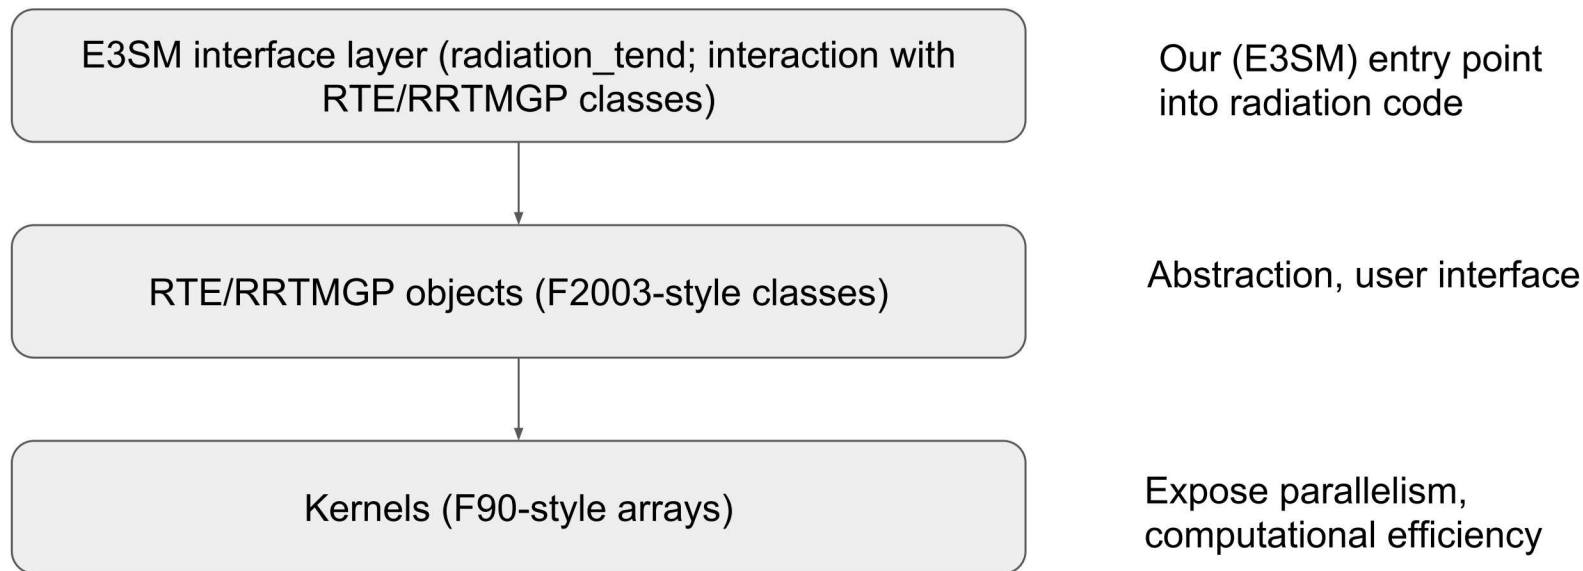 E3SM interface layer (radiation_tend; interaction with
RTE/RRTMGP classes)
Our (E3SM) entry point
into radiation code
RTE/RRTMGP objects (F2003-style classes)
Abstraction, user interface
Kernels (F90-style arrays)
Expose parallelism,
computational efficiency